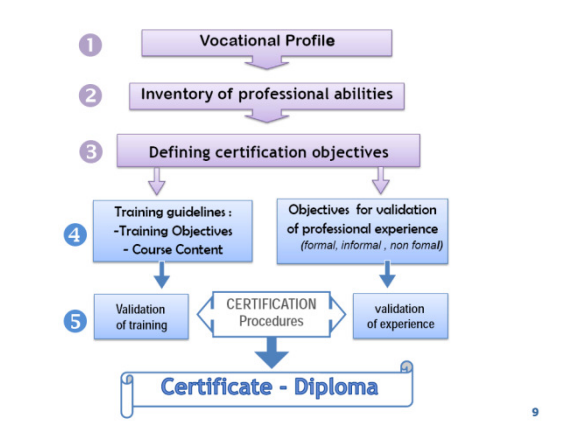 1 Vocational Profile
2 Inventory of professional abilities
3 Defining certification objectives
4
Training guidelines :
-Training Objectives
- Course Content
Objectives for validation
of professional experience
(formal, informal , non fomal)
5
Validation
of training
CERTIFICATION
Procedures
validation
of experience
Certificate - Diploma
9